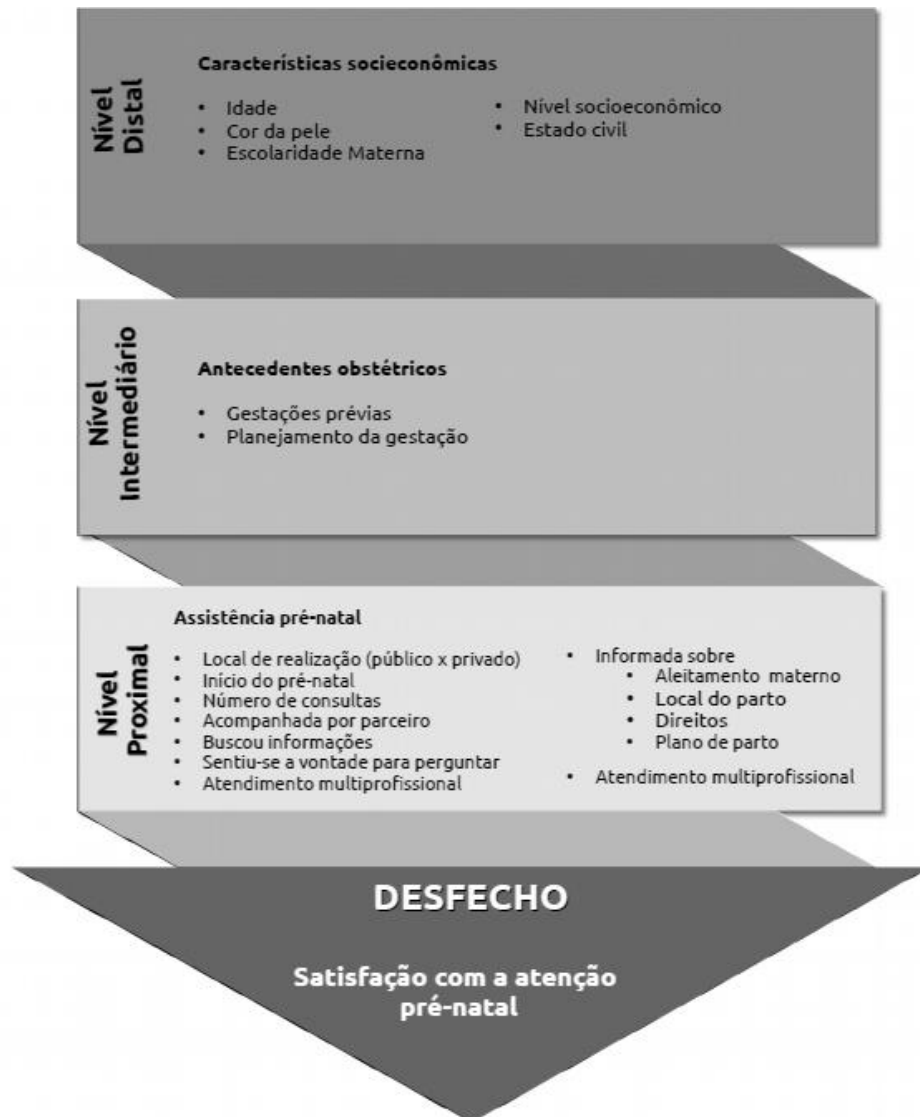 Nível
Distal
Características socieconômicas
• Idade
• Cor da pele
• Escolaridade Materna
• Nível socioeconômico
• Estado civil
Nível
Intermediário
Antecedentes obstétricos
• Gestações prévias
• Planejamento da gestação
Nível
Proximal
Assistência pré-natal
• Local de realização (público x privado)
• Início do pré-natal
• Número de consultas
• Acompanhada por parceiro
• Buscou informações
• Sentiu-se a vontade para perguntar
• Atendimento multiprofissional
• Informada sobre
• Aleitamento materno
• Local do parto
• Direitos
• Plano de parto
• Atendimento multiprofissional
DESFECHO
Satisfação com a atenção
pré-natal